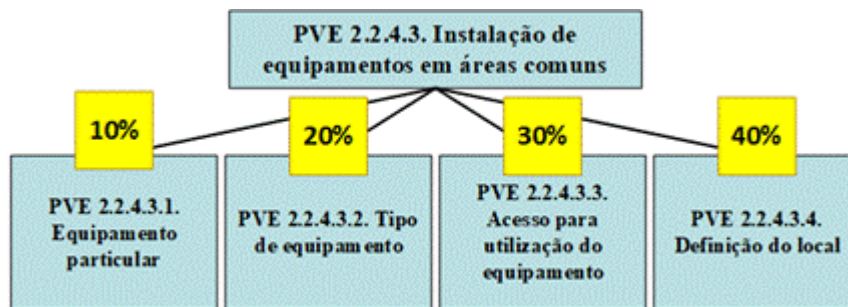 PVE 2.2.4.3. Instalação de
equipamentos em áreas comuns
10%
20%
30%
40%
PVE 2.2.4.3.1.
Equipamento
particular
PVE 2.2.4.3.2. Tipo
de equipamento
PVE 2.2.4.3.3.
Acesso para
utilização do
equipamento
PVE 2.2.4.3.4.
Definição do local